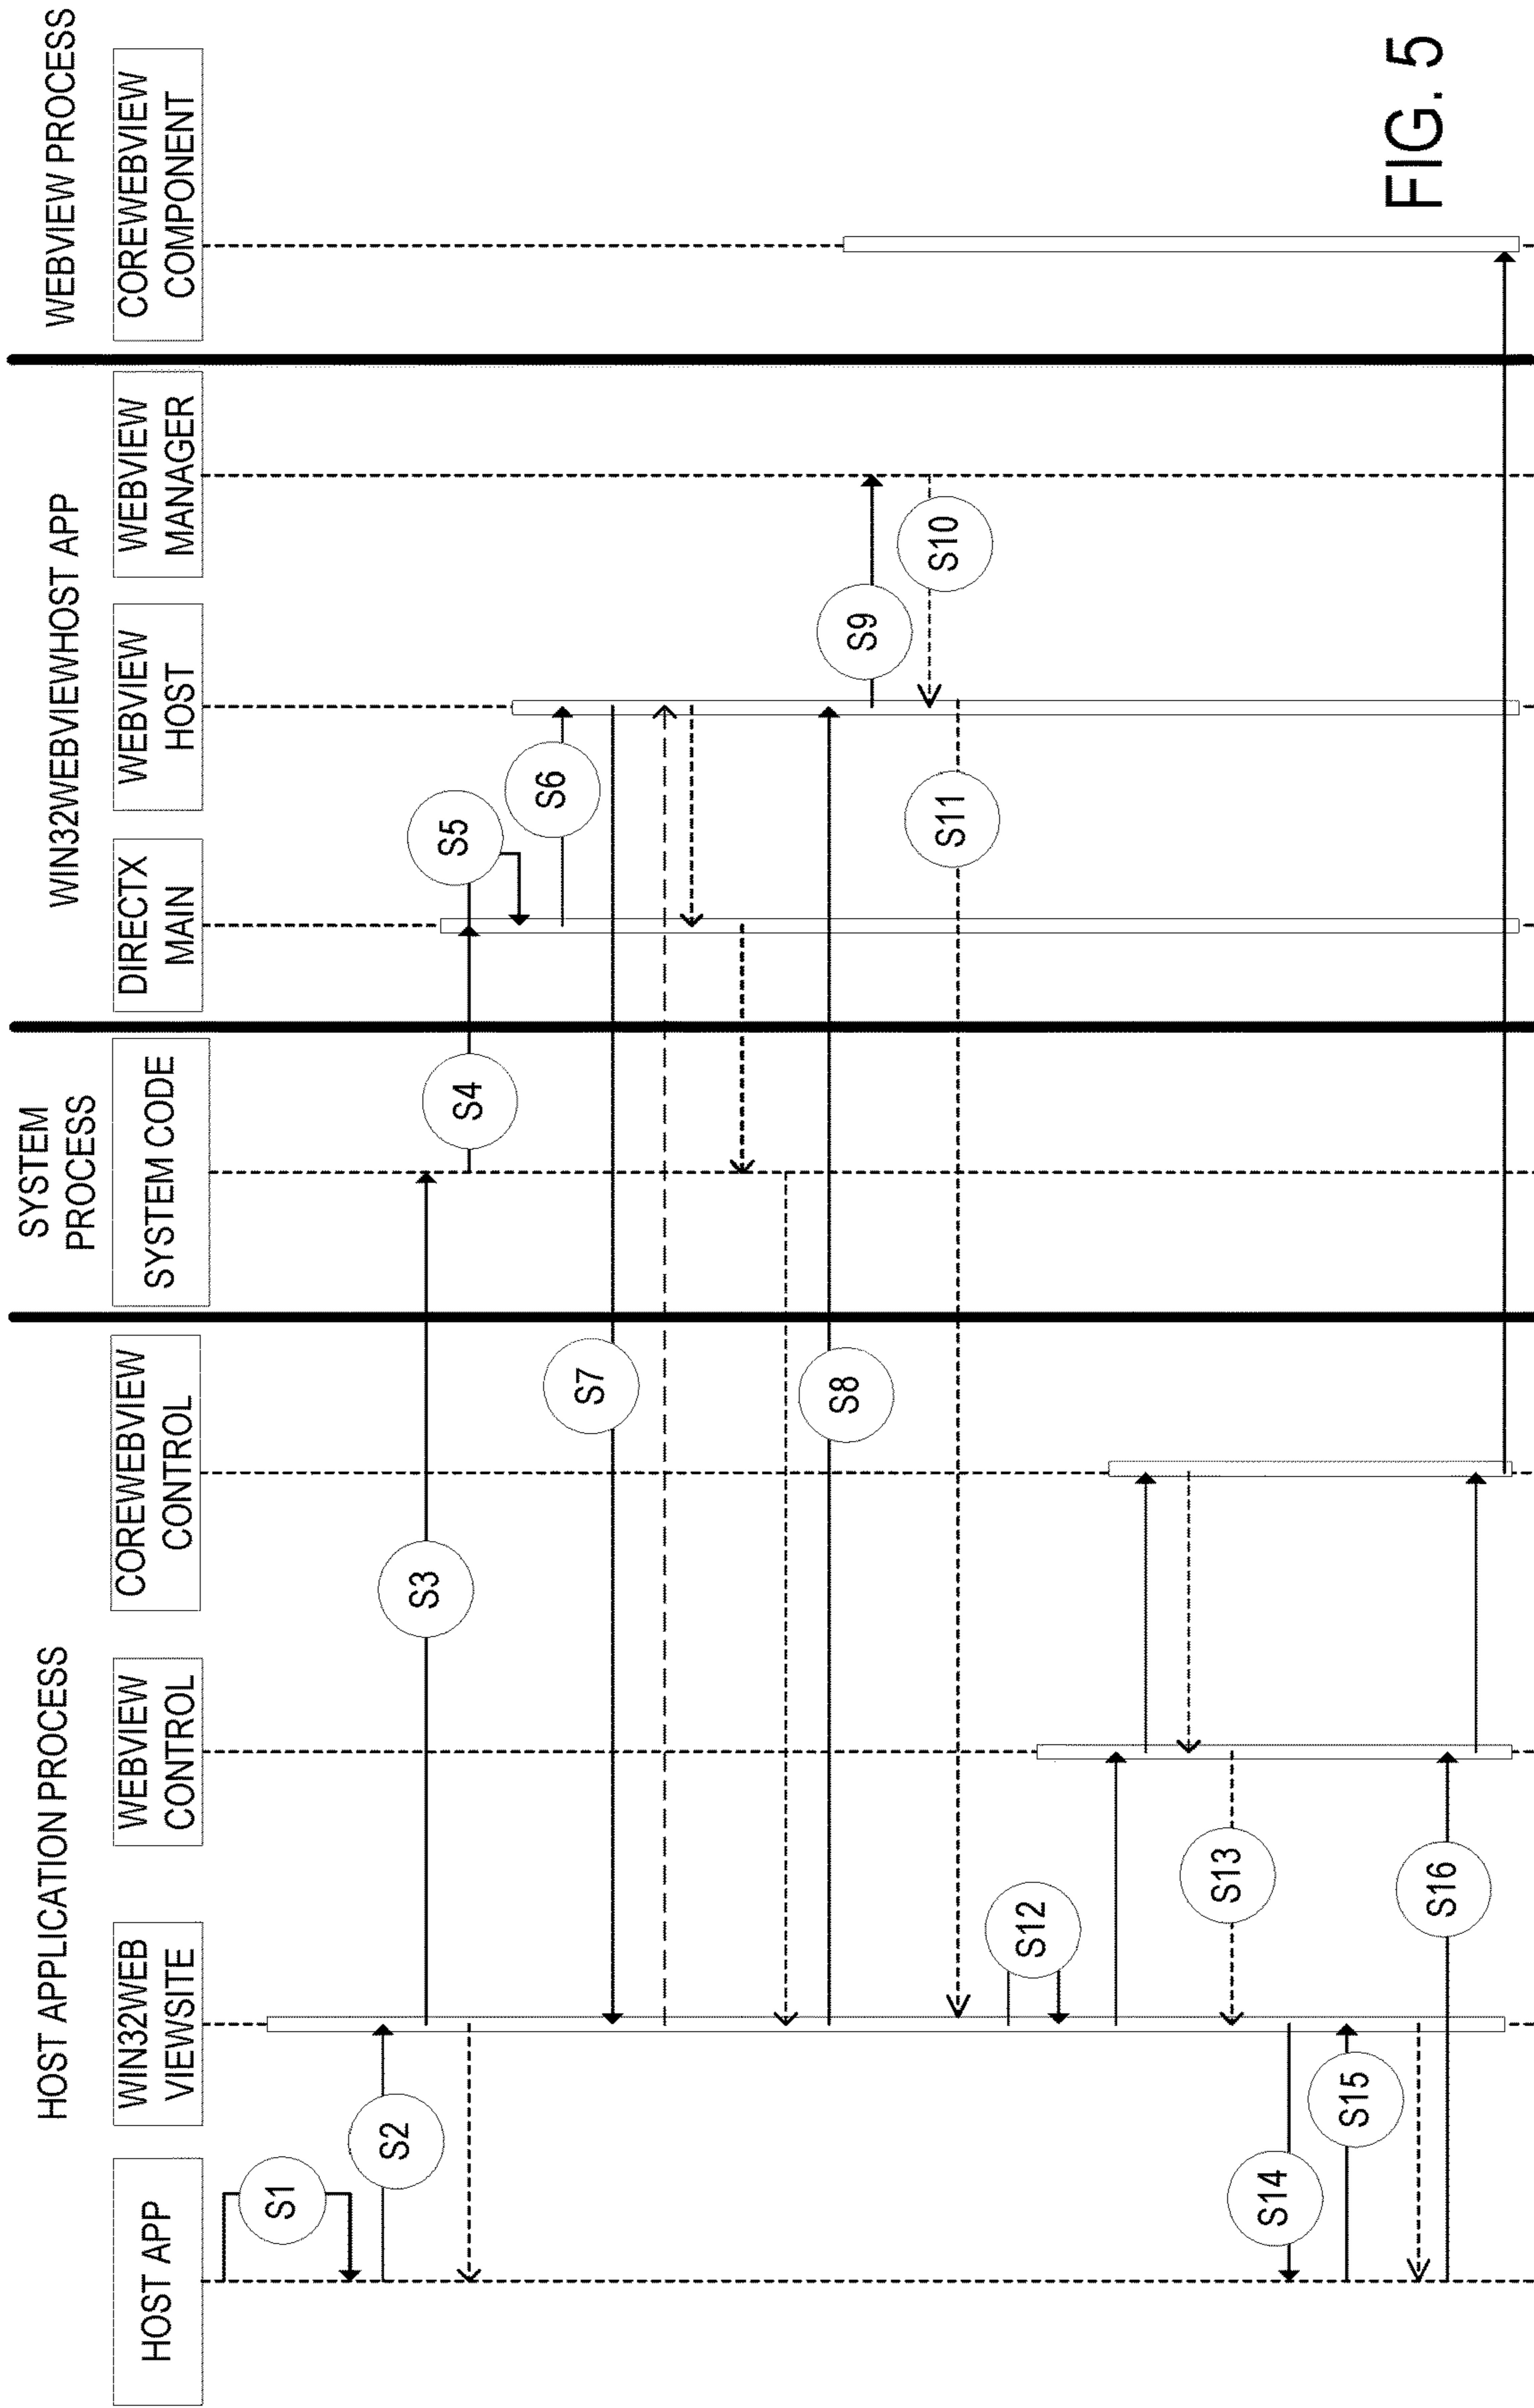 HOST APPLICATION PROCESS
SYSTEM
PROCESS
WIN32WEBVIEWHOST APP
WEBVIEW PROCESS
HOST APP
WIN32WEB
VIEWSITE
WEBVIEW
CONTROL
COREWEBVIEW
CONTROL
SYSTEM CODE
DIRECTX
MAIN
WEBVIEW
HOST
WEBVIEW
MANAGER
COREWEBVIEW
COMPONENT
S1
S2
S3
S4
S5
S6
S7
S8
S9
S10
S11
S12
S13
S14
S15
S16
FIG. 5